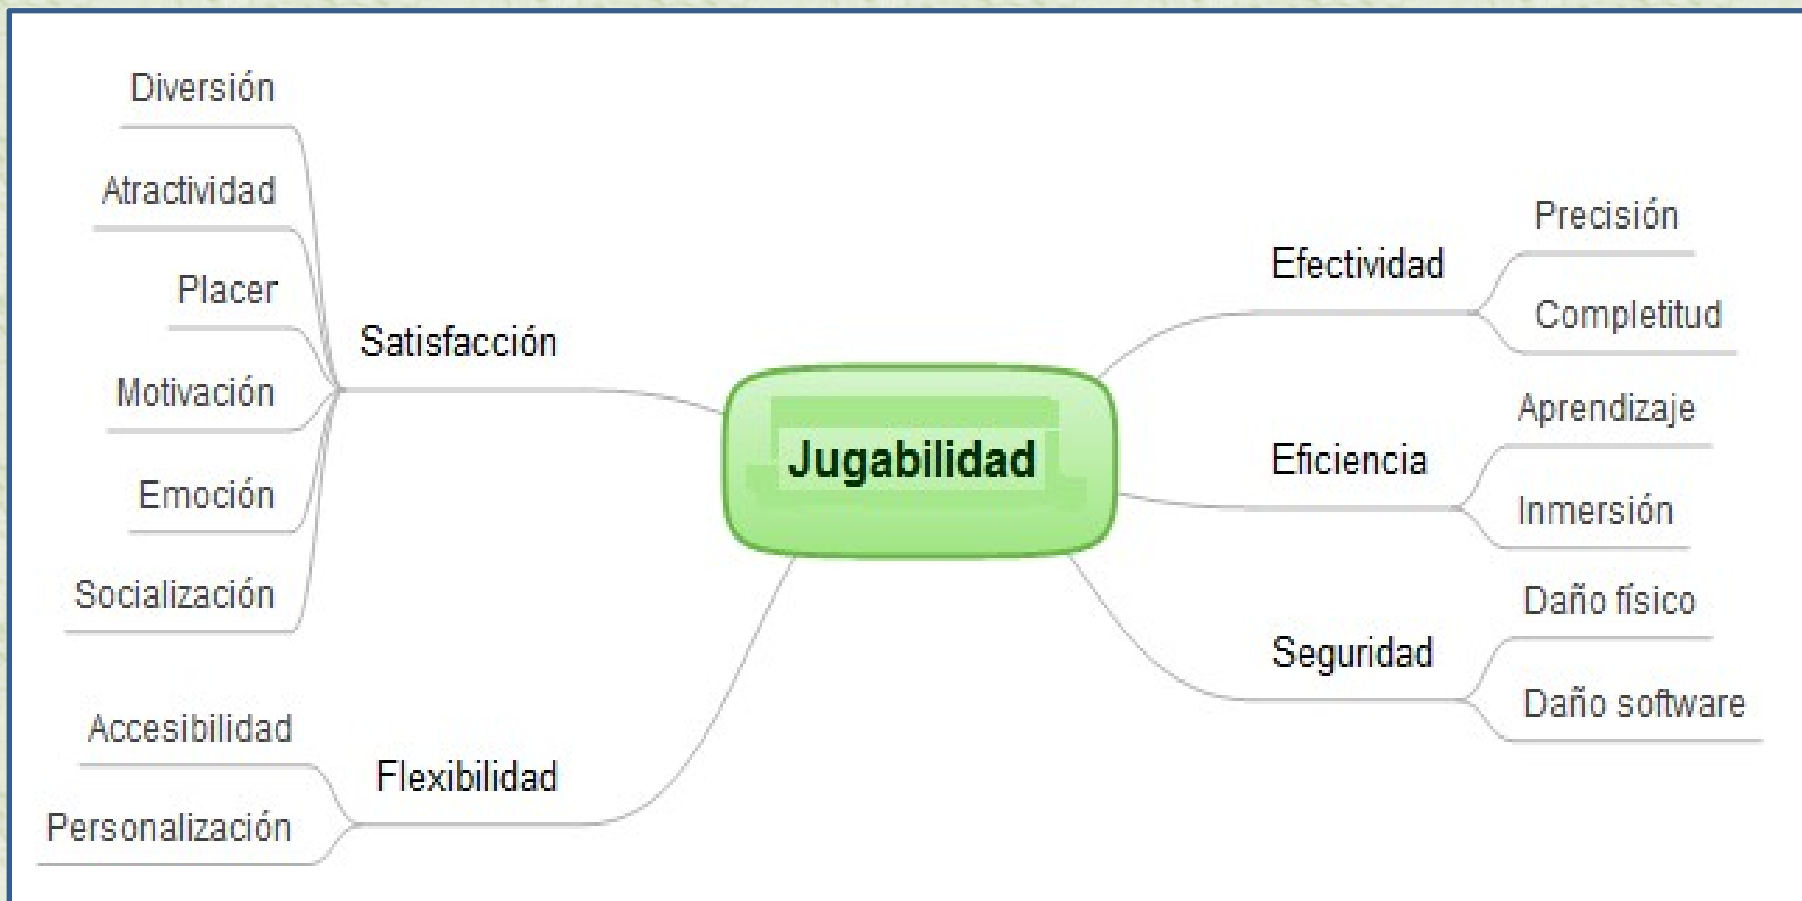 Diversión
Atractividad
Placer
Motivación
Emoción
Socialización
Satisfacción
Accesibilidad
Personalización
Flexibilidad
Jugabilidad
Efectividad
Precisión
Completitud
Eficiencia
Aprendizaje
Inmersión
Seguridad
Daño físico
Daño software